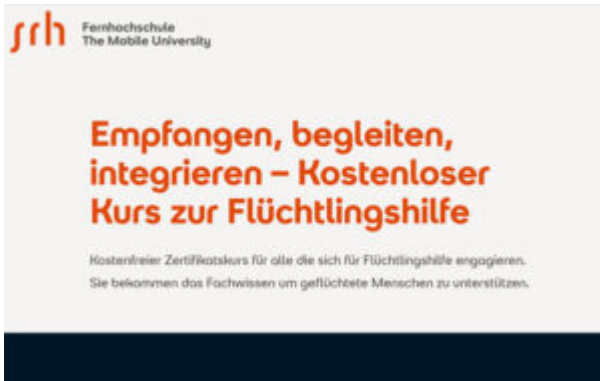 srh
Fernhochschule
The Mobile University
Empfangen, begleiten,
integrieren – Kostenloser
Kurs zur Flüchtlingshilfe
Kostenfreier Zertifikatskurs für alle die sich für Flüchtlingshilfe engagieren.
Sie bekommen das Fachwissen um geflüchtete Menschen zu unterstützen.